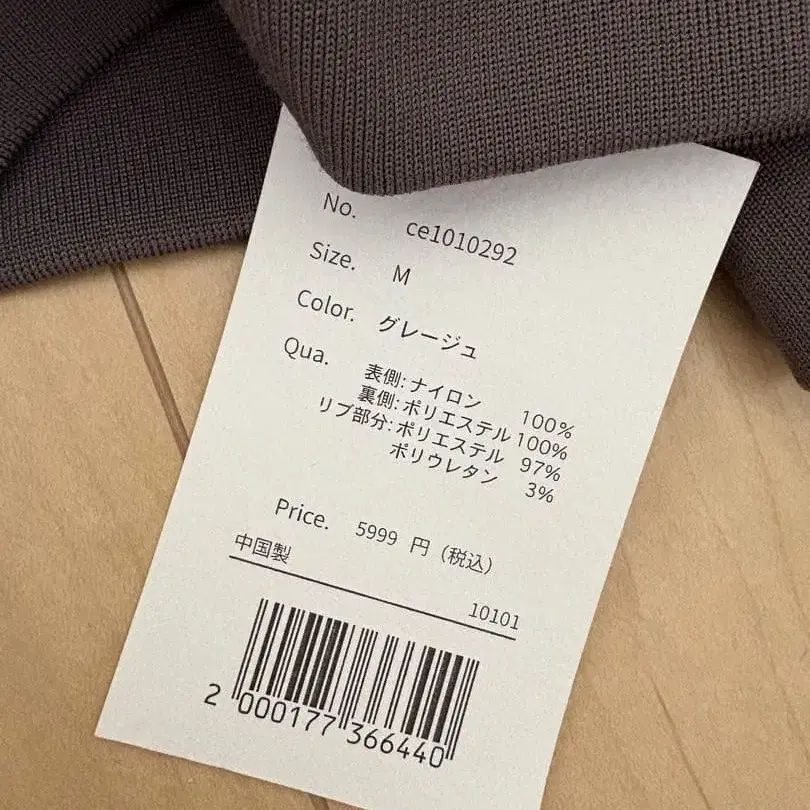 No. ce1010292
Size. M
Color. グレージュ
Qua. 表側: ナイロン 100%
裏側: ポリエステル 100%
リブ部分: ポリエステル 97%
ポリウレタン 3%
Price. 5999 円 (税込)
中国製
10101
2 000177 366440